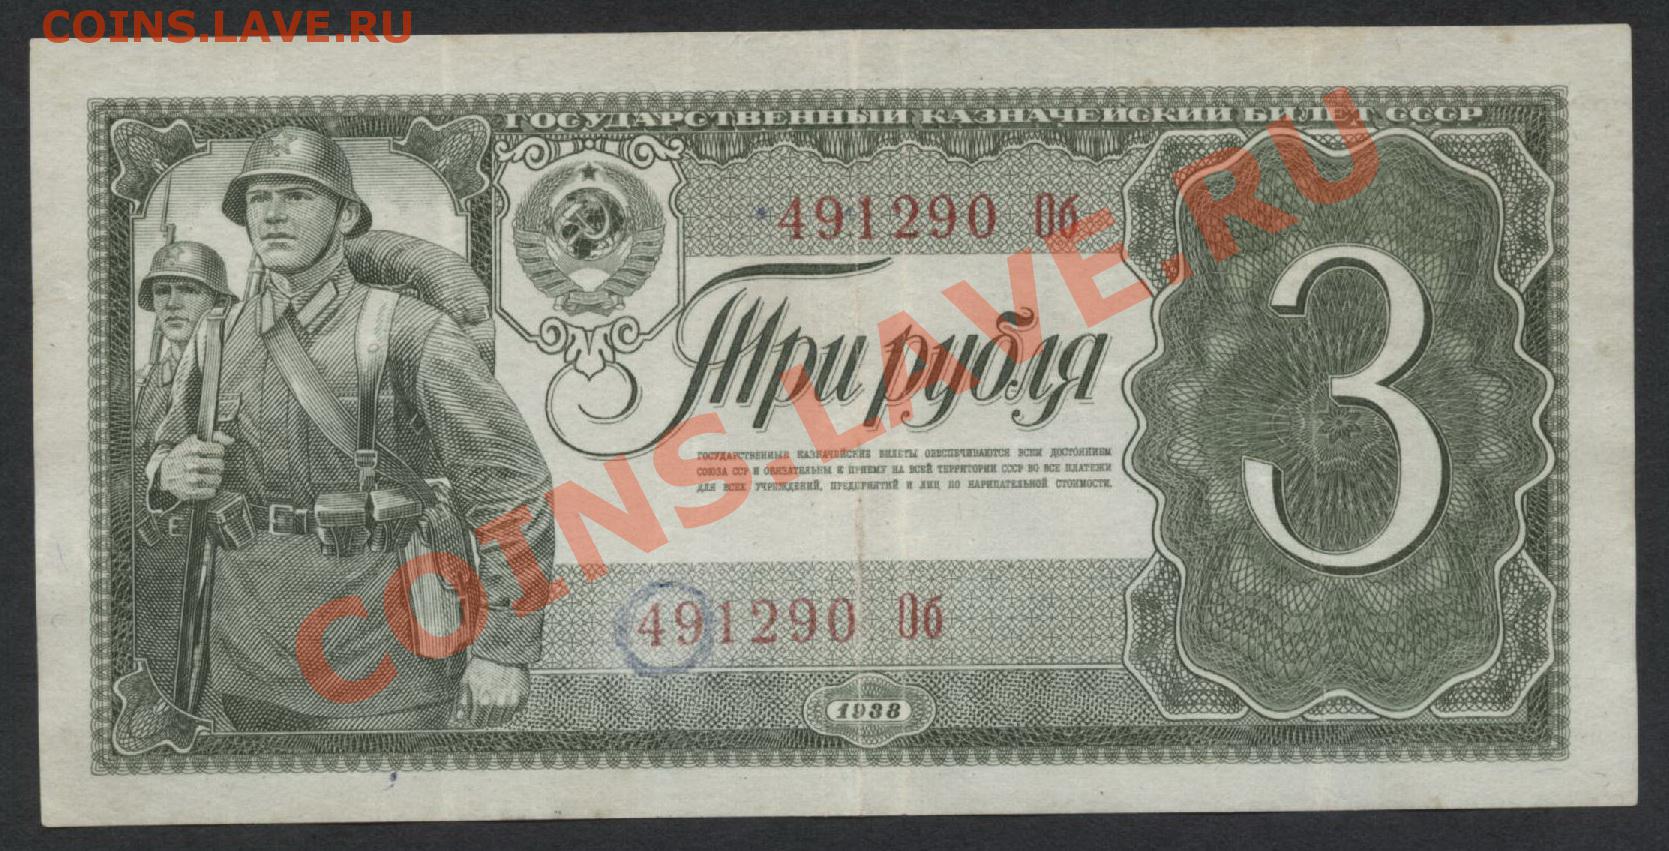 COINS.LAVE.RU
ГОСУДАРСТВЕННЫЙ КАЗНАЧЕЙСКИЙ БИЛЕТ СССР
491290 Об
Три рубля
3
ГОСУДАРСТВЕННЫЕ КАЗНАЧЕЙСКИЕ БИЛЕТЫ ОБЕСПЕЧИВАЮТСЯ ВСЕМ ДОСТОЯНИЕМ
СОЮЗА ССР И ОБЯЗАТЕЛЬНЫ К ПРИЕМУ НА ВСЕЙ ТЕРРИТОРИИ СССР ВО ВСЕ ПЛАТЕЖИ
ДЛЯ ВСЕХ УЧРЕЖДЕНИЙ, ПРЕДПРИЯТИЙ И ЛИЦ ПО НАРИЦАТЕЛЬНОЙ СТОИМОСТИ.
COINS.LAVE.RU
491290 Об
1938